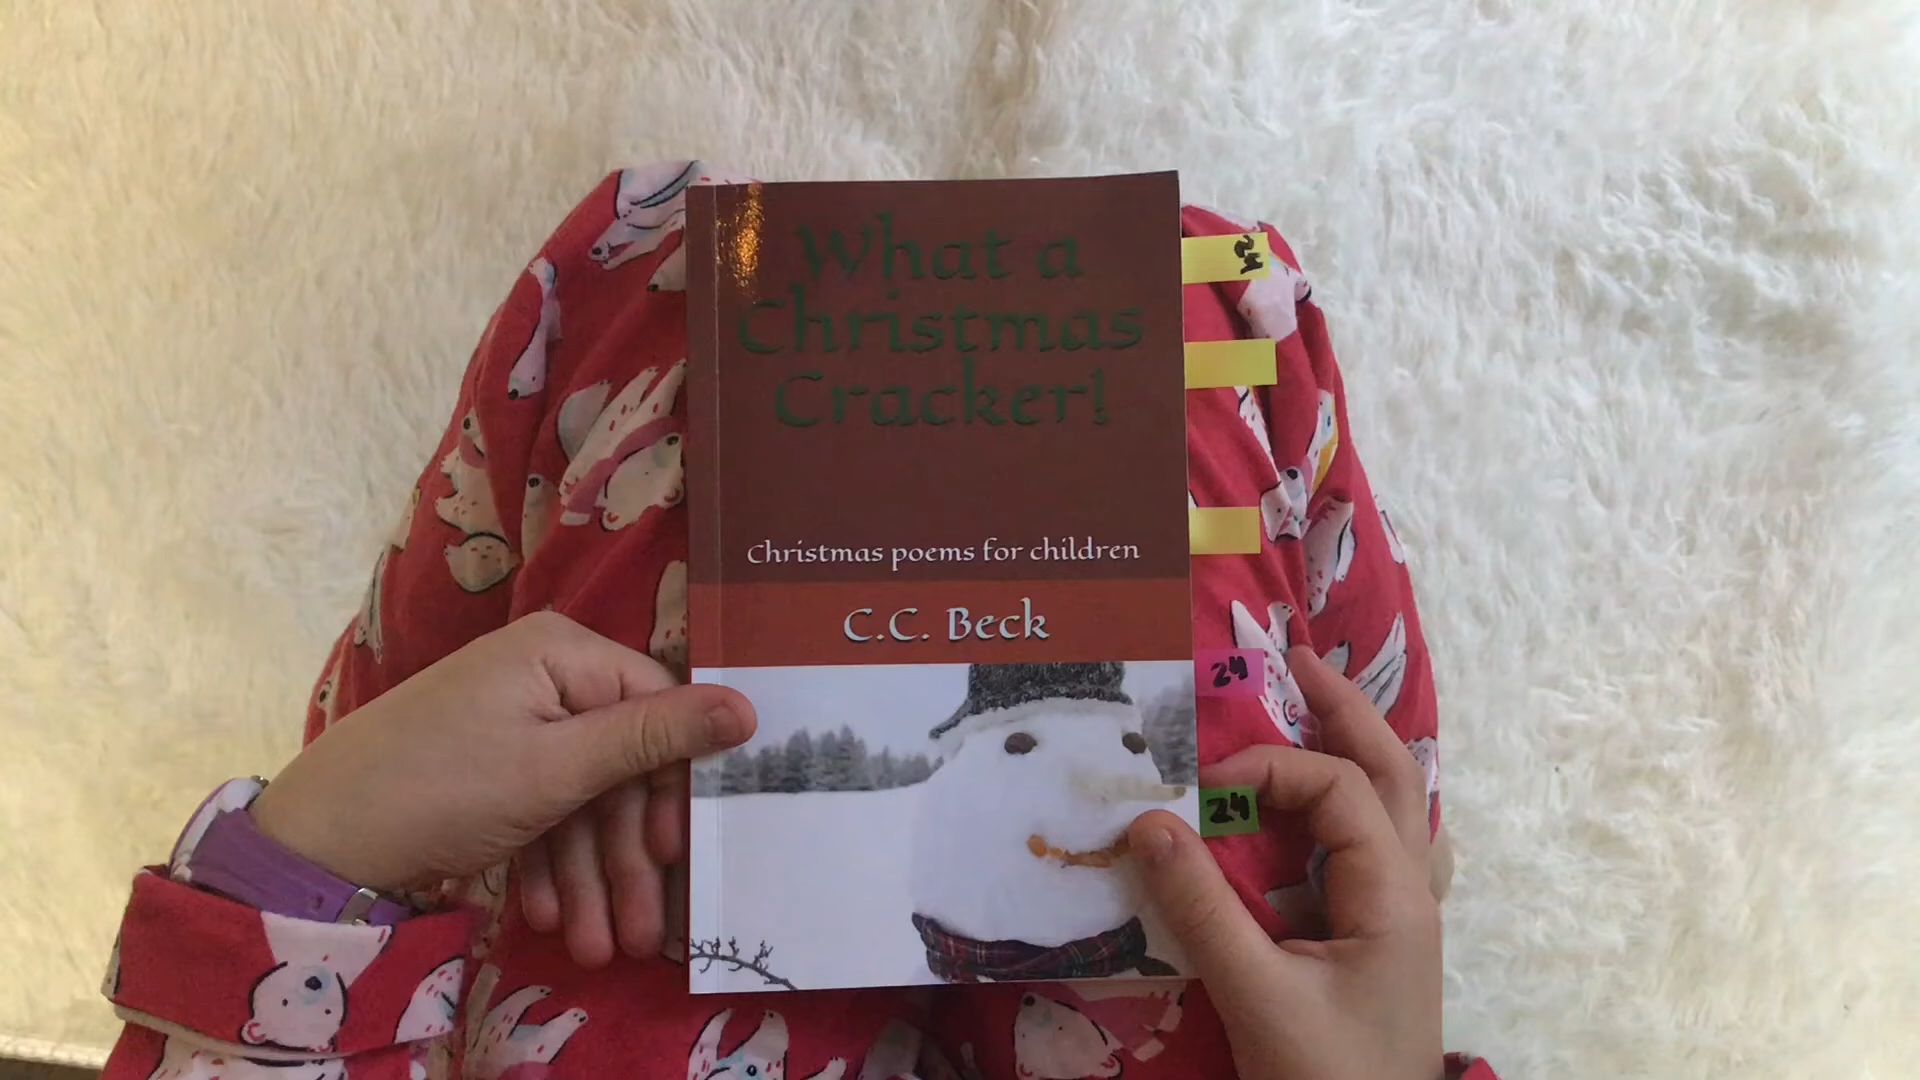 What a
Christmas
Cracker!
Christmas poems for children
C.C. Beck
24
24
24